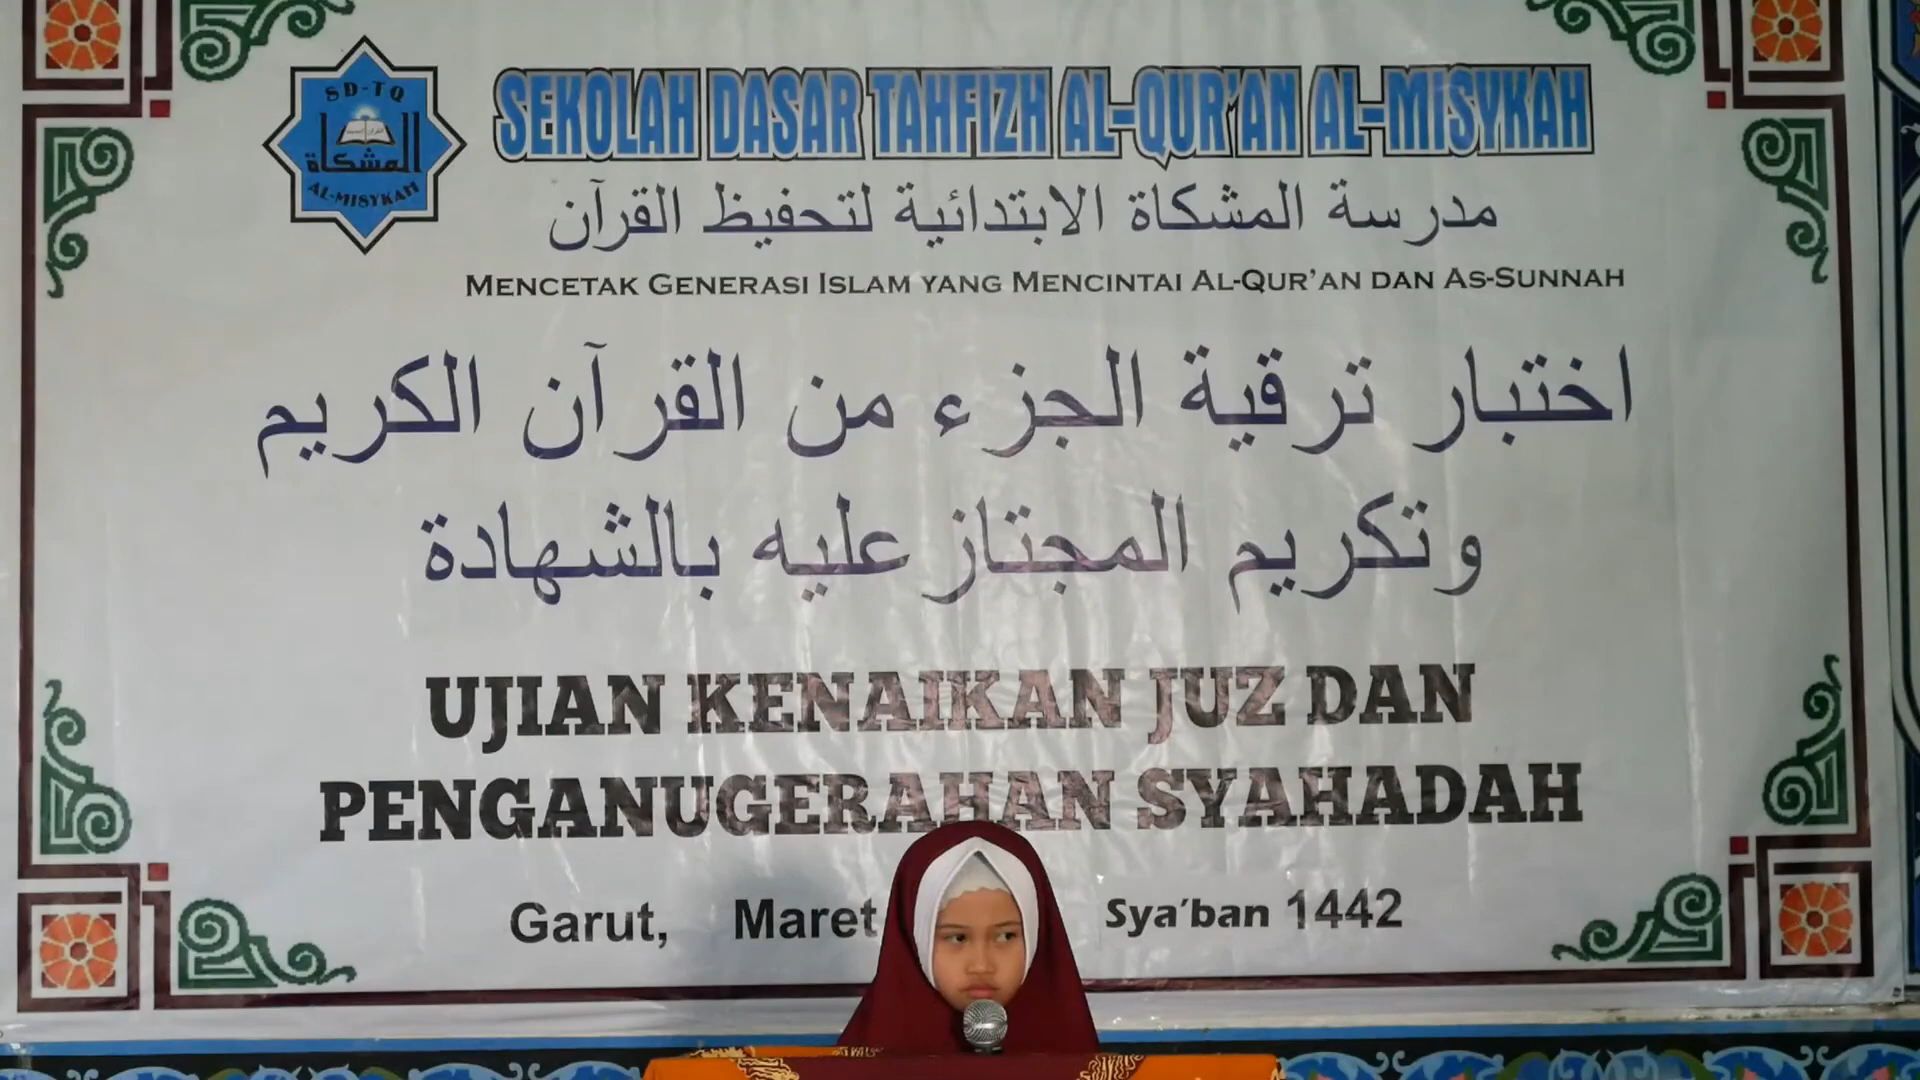 SD-TQ
المشكاة
AL-MISYKAH
SEKOLAH DASAR TAHFIZH AL-QUR'AN AL-MISYKAH
مدرسة المشكاة الابتدائية لتحفيظ القرآن
MENCETAK GENERASI ISLAM YANG MENCINTAI AL-QUR'AN DAN AS-SUNNAH
اختبار ترقية الجزء من القرآن الكريم
وتكريم المجتاز عليه بالشهادة
UJIAN KENAIKAN JUZ DAN
PENGANUGERAHAN SYAHADAH
Garut, Maret Sya'ban 1442